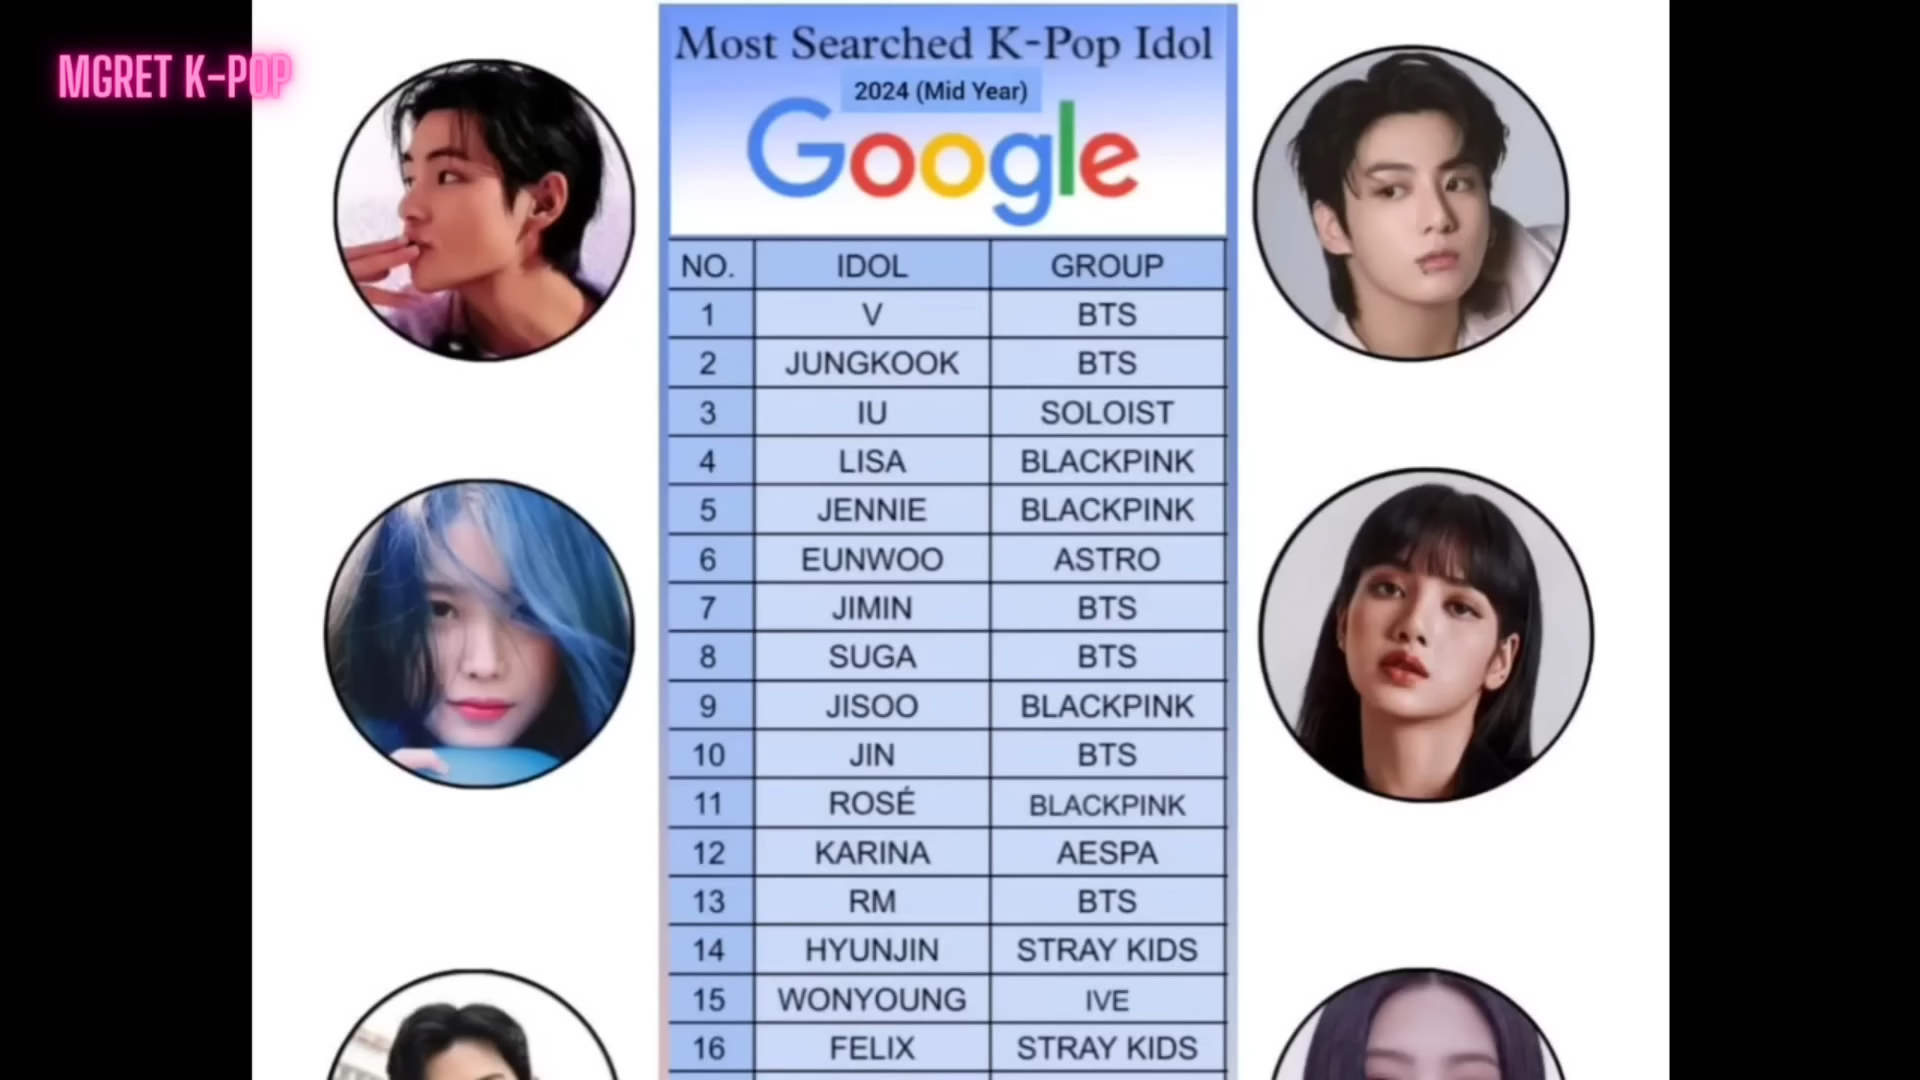 MGRET K-POP
Most Searched K-Pop Idol
2024 (Mid Year)
Google
NO. IDOL GROUP
1 V BTS
2 JUNGKOOK BTS
3 IU SOLOIST
4 LISA BLACKPINK
5 JENNIE BLACKPINK
6 EUNWOO ASTRO
7 JIMIN BTS
8 SUGA BTS
9 JISOO BLACKPINK
10 JIN BTS
11 ROSÉ BLACKPINK
12 KARINA AESPA
13 RM BTS
14 HYUNJIN STRAY KIDS
15 WONYOUNG IVE
16 FELIX STRAY KIDS